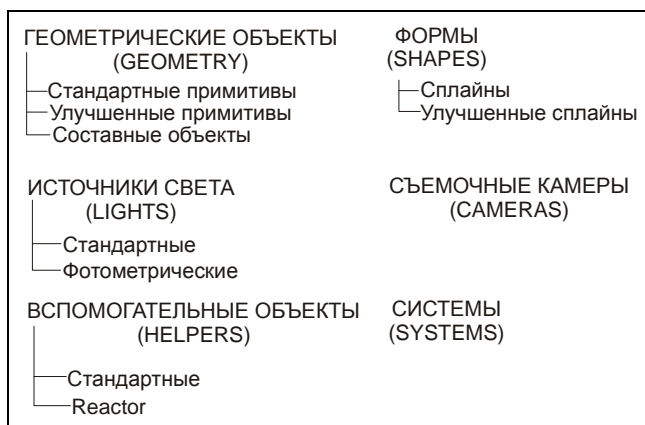 ГЕОМЕТРИЧЕСКИЕ ОБЪЕКТЫ
(GEOMETRY)
Стандартные примитивы
Улучшенные примитивы
Составные объекты
ФОРМЫ
(SHAPES)
Сплайны
Улучшенные сплайны
ИСТОЧНИКИ СВЕТА
(LIGHTS)
Стандартные
Фотометрические
СЪЕМОЧНЫЕ КАМЕРЫ
(CAMERAS)
ВСПОМОГАТЕЛЬНЫЕ ОБЪЕКТЫ
(HELPERS)
Стандартные
Reactor
СИСТЕМЫ
(SYSTEMS)